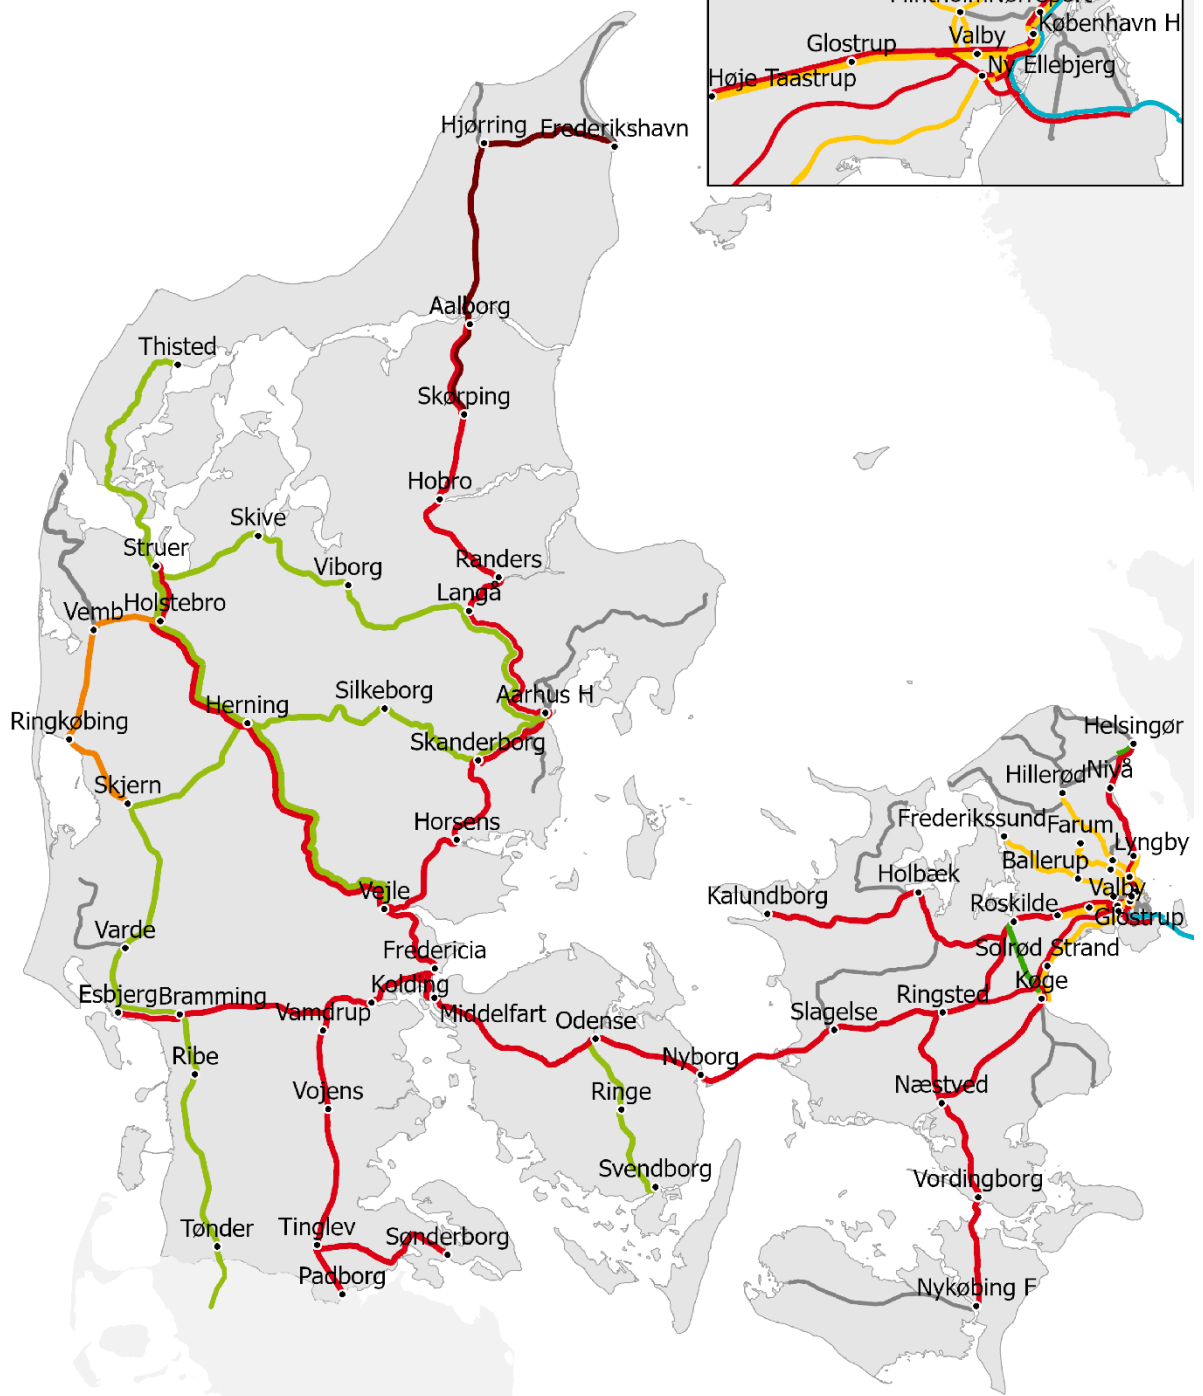 København H
Valby
Glostrup
Ny Ellebjerg
Høje Taastrup
Hjørring
Frederikshavn
Aalborg
Thisted
Skørping
Hobro
Skive
Struer
Randers
Viborg
Langå
Vemb
Holstebro
Silkeborg
Aarhus H
Herning
Ringkøbing
Skanderborg
Helsingør
Nivå
Hillerød
Skjern
Horsens
Frederikssund
Farum
Lyngby
Ballerup
Holbæk
Vejle
Kalundborg
Valby
Roskilde
Glostrup
Varde
Fredericia
Solrød Strand
Kolding
Køge
Esbjerg
Bramming
Vamdrup
Middelfart
Odense
Slagelse
Ringsted
Ribe
Nyborg
Vojens
Ringe
Næstved
Svendborg
Vordingborg
Tønder
Tinglev
Sønderborg
Padborg
Nykøbing F